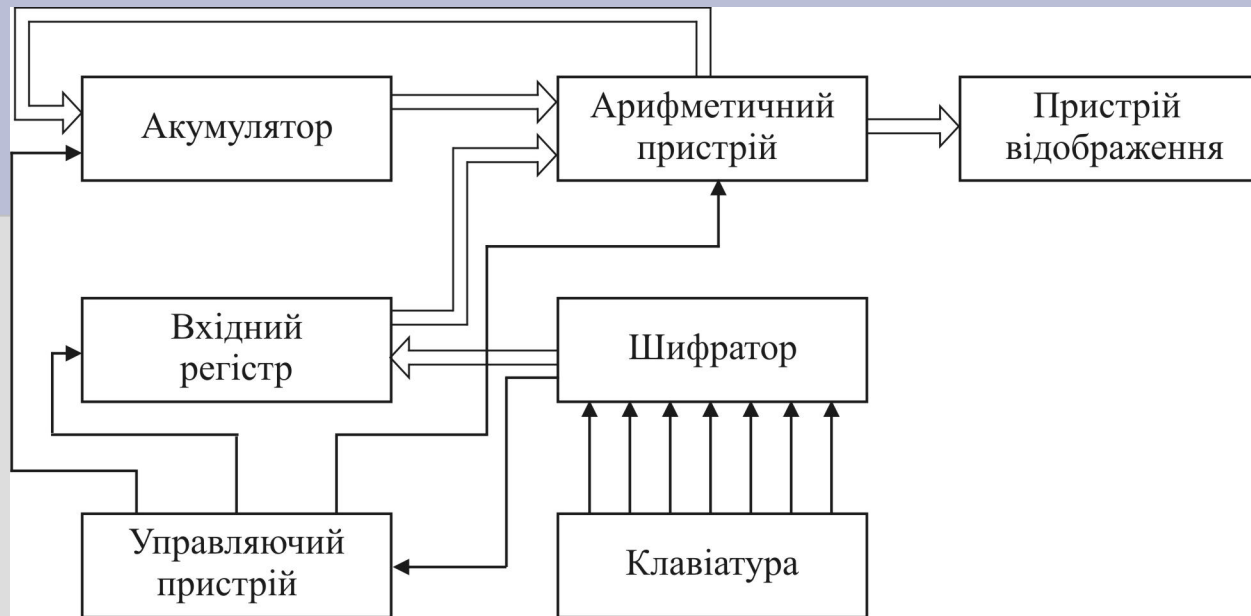 Акумулятор
Арифметичний
пристрій
Пристрій
відображення
Вхідний
регістр
Шифратор
Управляючий
пристрій
Клавіатура